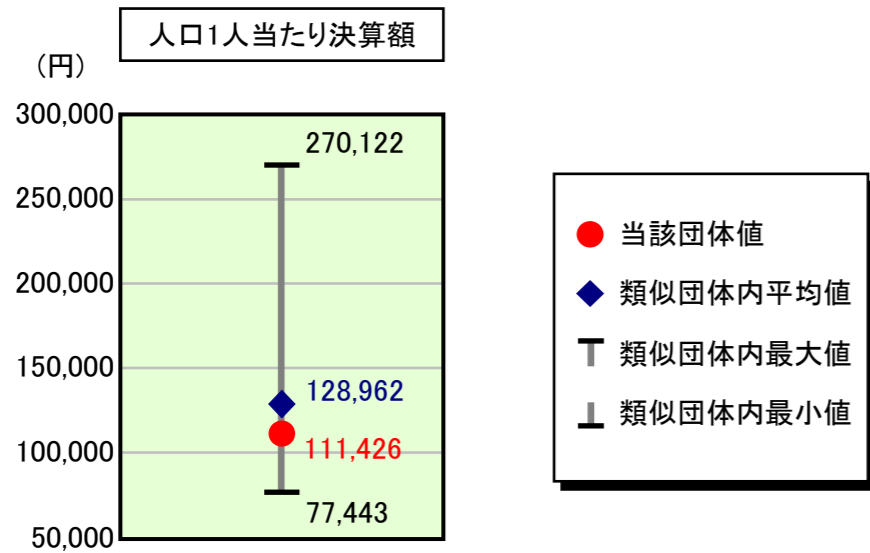 人口1人当たり決算額
(円)
300,000
250,000
200,000
150,000
100,000
50,000
270,122
128,962
111,426
77,443
当該団体値
類似団体内平均値
類似団体内最大値
類似団体内最小値